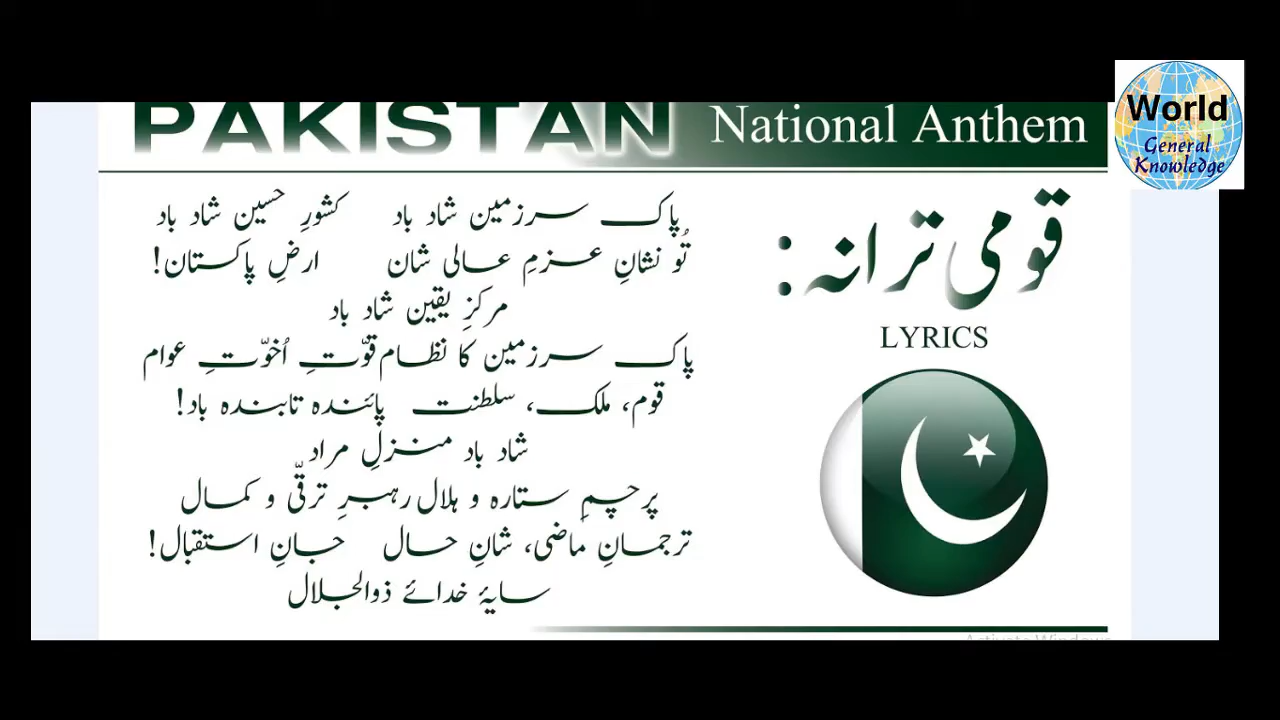 PAKISTAN National Anthem
World
General
Knowledge
قومی ترانہ:
LYRICS
پاک سرزمین شاد باد کشورِ حسین شاد باد
تُو نشانِ عزمِ عالی شان ارضِ پاکستان!
مرکزِ یقین شاد باد
پاک سرزمین کا نظام قوّتِ اُخوّتِ عوام
قوم، ملک، سلطنت پائندہ تابندہ باد!
شاد باد منزلِ مراد
پرچمِ ستارہ و ہلال رہبرِ ترقّی و کمال
ترجمانِ ماضی، شانِ حال جانِ استقبال!
سایۂ خدائے ذوالجلال
Activate Windows